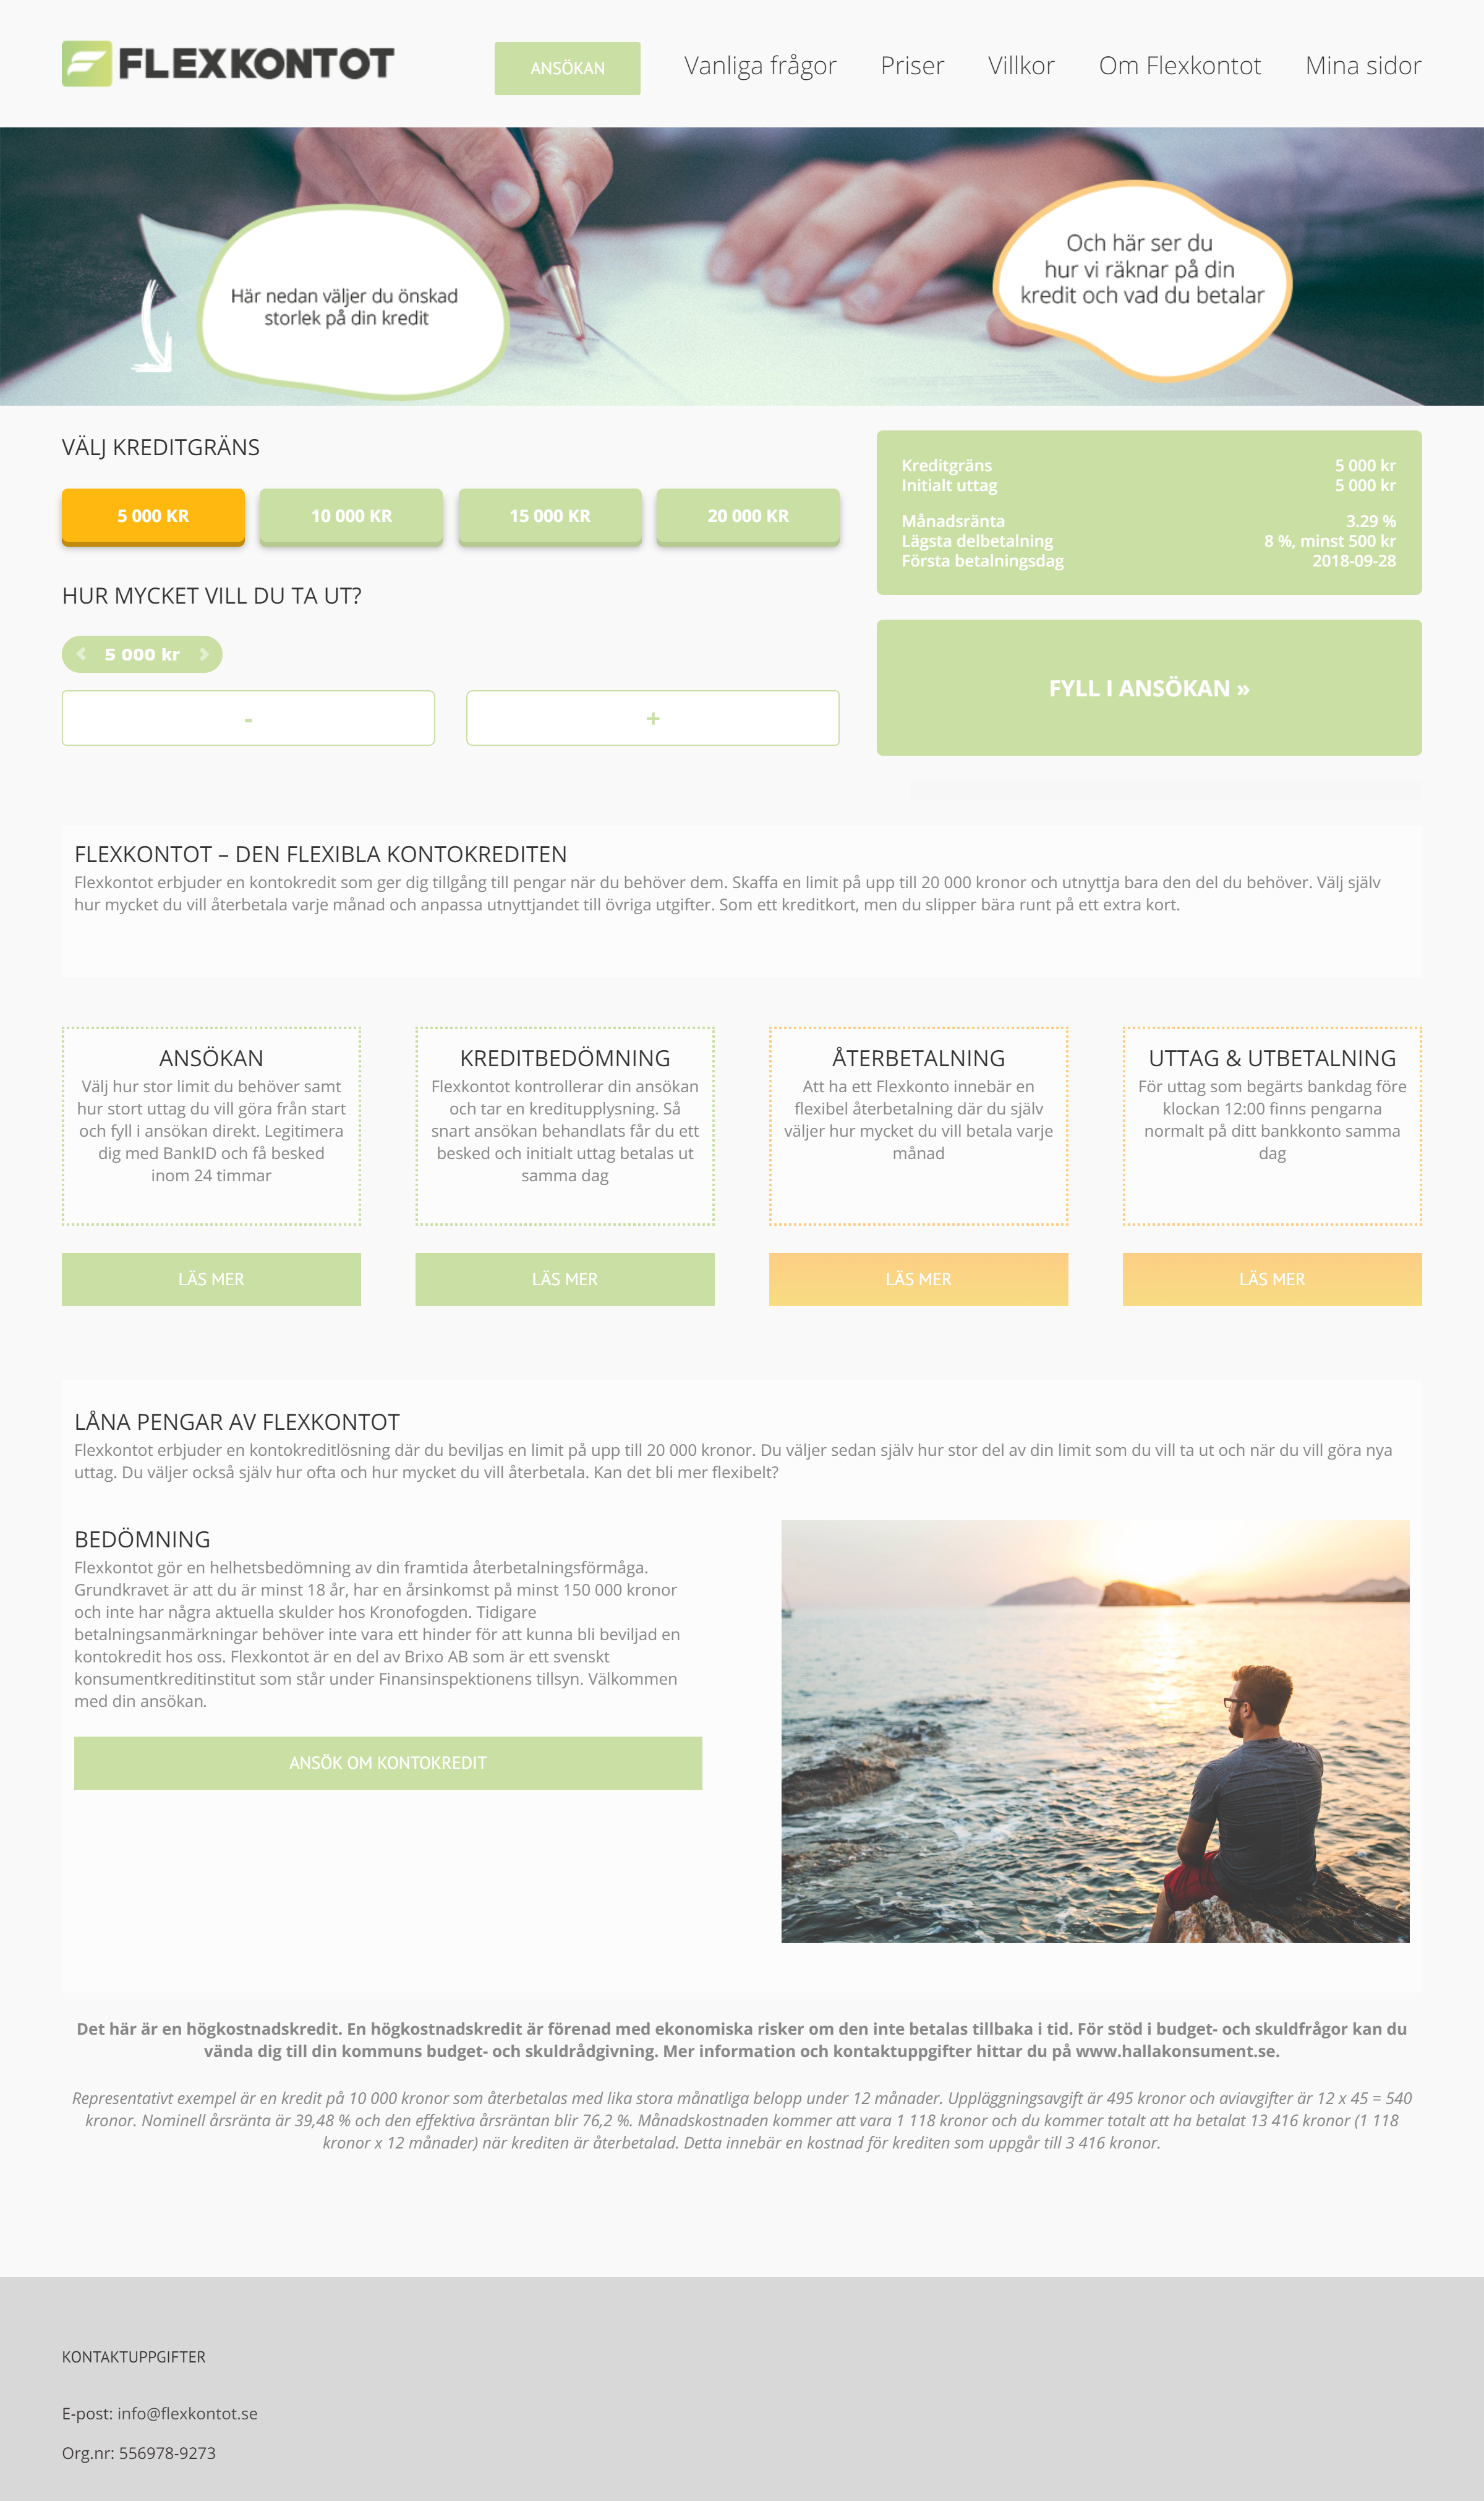 FLEXKONTOT
ANSÖKAN
Vanliga frågor
Priser
Villkor
Om Flexkontot
Mina sidor
Här nedan väljer du önskad
storlek på din kredit
Och här ser du
hur vi räknar på din
kredit och vad du betalar
VÄLJ KREDITGRÄNS
5 000 KR
10 000 KR
15 000 KR
20 000 KR
HUR MYCKET VILL DU TA UT?
5 000 kr
-
+
Kreditgräns 5 000 kr
Initialt uttag 5 000 kr
Månadsränta 3.29 %
Lägsta delbetalning 8 %, minst 500 kr
Första betalningsdag 2018-09-28
FYLL I ANSÖKAN »
FLEXKONTOT – DEN FLEXIBLA KONTOKREDITEN
Flexkontot erbjuder en kontokredit som ger dig tillgång till pengar när du behöver dem. Skaffa en limit på upp till 20 000 kronor och utnyttja bara den del du behöver. Välj själv
hur mycket du vill återbetala varje månad och anpassa utnyttjandet till övriga utgifter. Som ett kreditkort, men du slipper bära runt på ett extra kort.
ANSÖKAN
Välj hur stor limit du behöver samt
hur stort uttag du vill göra från start
och fyll i ansökan direkt. Legitimera
dig med BankID och få besked
inom 24 timmar
LÄS MER
KREDITBEDÖMNING
Flexkontot kontrollerar din ansökan
och tar en kreditupplysning. Så
snart ansökan behandlats får du ett
besked och initialt uttag betalas ut
samma dag
LÄS MER
ÅTERBETALNING
Att ha ett Flexkonto innebär en
flexibel återbetalning där du själv
väljer hur mycket du vill betala varje
månad
LÄS MER
UTTAG & UTBETALNING
För uttag som begärts bankdag före
klockan 12:00 finns pengarna
normalt på ditt bankkonto samma
dag
LÄS MER
LÅNA PENGAR AV FLEXKONTOT
Flexkontot erbjuder en kontokreditlösning där du beviljas en limit på upp till 20 000 kronor. Du väljer sedan själv hur stor del av din limit som du vill ta ut och när du vill göra nya
uttag. Du väljer också själv hur ofta och hur mycket du vill återbetala. Kan det bli mer flexibelt?
BEDÖMNING
Flexkontot gör en helhetsbedömning av din framtida återbetalningsförmåga.
Grundkravet är att du är minst 18 år, har en årsinkomst på minst 150 000 kronor
och inte har några aktuella skulder hos Kronofogden. Tidigare
betalningsanmärkningar behöver inte vara ett hinder för att kunna bli beviljad en
kontokredit hos oss. Flexkontot är en del av Brixo AB som är ett svenskt
konsumentkreditinstitut som står under Finansinspektionens tillsyn. Välkommen
med din ansökan.
ANSÖK OM KONTOKREDIT
Det här är en högkostnadskredit. En högkostnadskredit är förenad med ekonomiska risker om den inte betalas tillbaka i tid. För stöd i budget- och skuldfrågor kan du
vända dig till din kommuns budget- och skuldrådgivning. Mer information och kontaktuppgifter hittar du på www.hallakonsument.se.
Representativt exempel är en kredit på 10 000 kronor som återbetalas med lika stora månatliga belopp under 12 månader. Uppläggningsavgift är 495 kronor och aviavgifter är 12 x 45 = 540
kronor. Nominell årsränta är 39,48 % och den effektiva årsräntan blir 76,2 %. Månadskostnaden kommer att vara 1 118 kronor och du kommer totalt att ha betalat 13 416 kronor (1 118
kronor x 12 månader) när krediten är återbetalad. Detta innebär en kostnad för krediten som uppgår till 3 416 kronor.
KONTAKTUPPGIFTER
E-post: info@flexkontot.se
Org.nr: 556978-9273